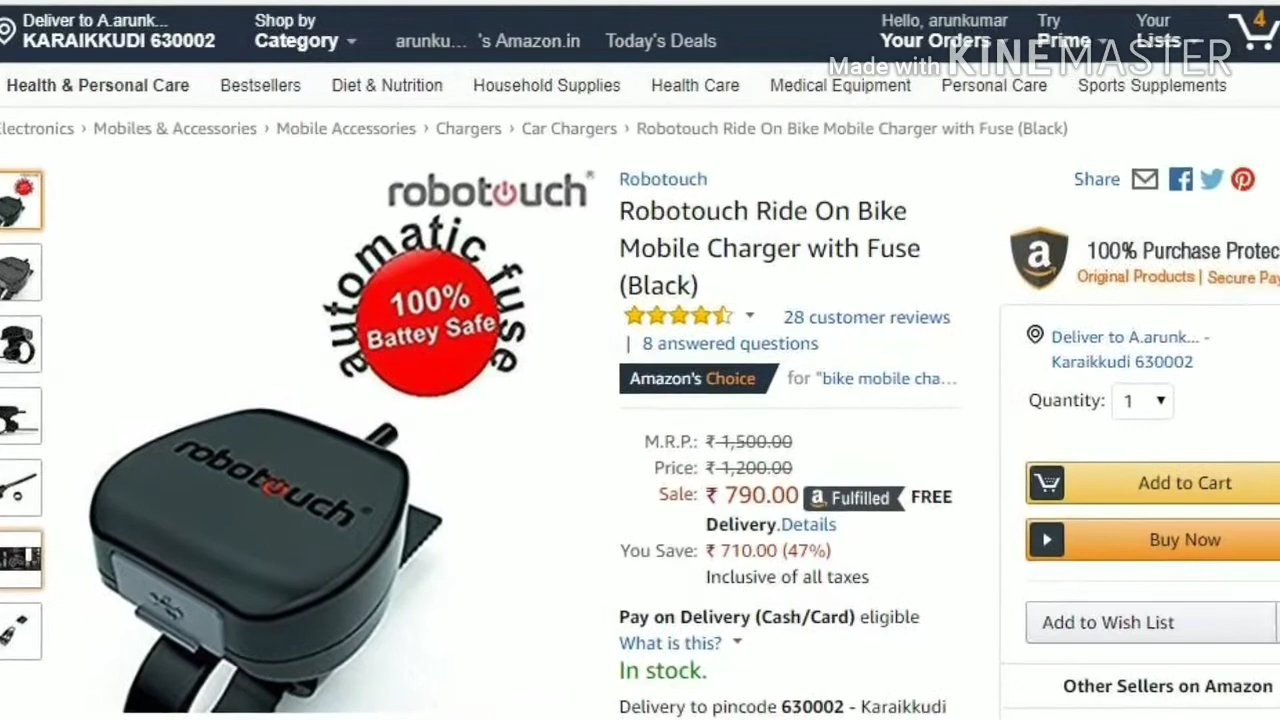 Deliver to A.arunk...
KARAIKKUDI 630002
Shop by
Category
arunku... 's Amazon.in
Today's Deals
Hello, arunkumar
Your Orders
Try
Prime
Your
Lists
4
Made with KINEMASTER
Health & Personal Care
Bestsellers
Diet & Nutrition
Household Supplies
Health Care
Medical Equipment
Personal Care
Sports Supplements
lectronics › Mobiles & Accessories › Mobile Accessories › Chargers › Car Chargers › Robotouch Ride On Bike Mobile Charger with Fuse (Black)
robotouch®
automatic fuse
100%
Battey Safe
robotouch
Robotouch
Robotouch Ride On Bike
Mobile Charger with Fuse
(Black)
28 customer reviews
| 8 answered questions
Amazon's Choice for "bike mobile cha...
M.R.P.: ₹ 1,500.00
Price: ₹ 1,200.00
Sale: ₹ 790.00 a Fulfilled FREE
Delivery.Details
You Save: ₹ 710.00 (47%)
Inclusive of all taxes
Pay on Delivery (Cash/Card) eligible
What is this?
In stock.
Delivery to pincode 630002 - Karaikkudi
Share
a
100% Purchase Protec
Original Products | Secure Pay
Deliver to A.arunk... -
Karaikkudi 630002
Quantity: 1
Add to Cart
Buy Now
Add to Wish List
Other Sellers on Amazon